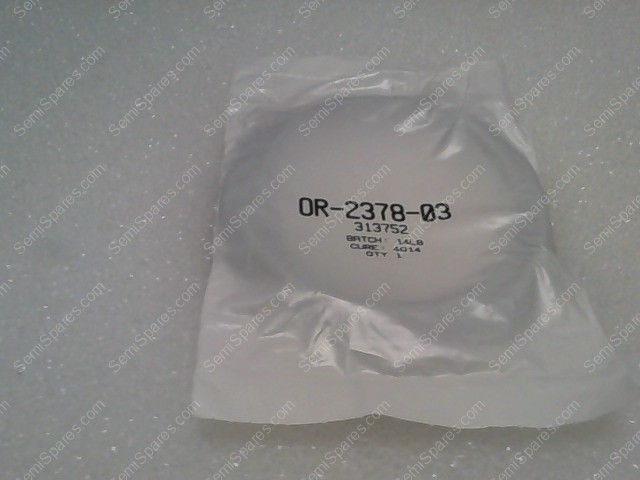 OR-2378-03
313752
BATCH: 14LB
CURE: 4Q14
QTY 1
SemiSpares.com